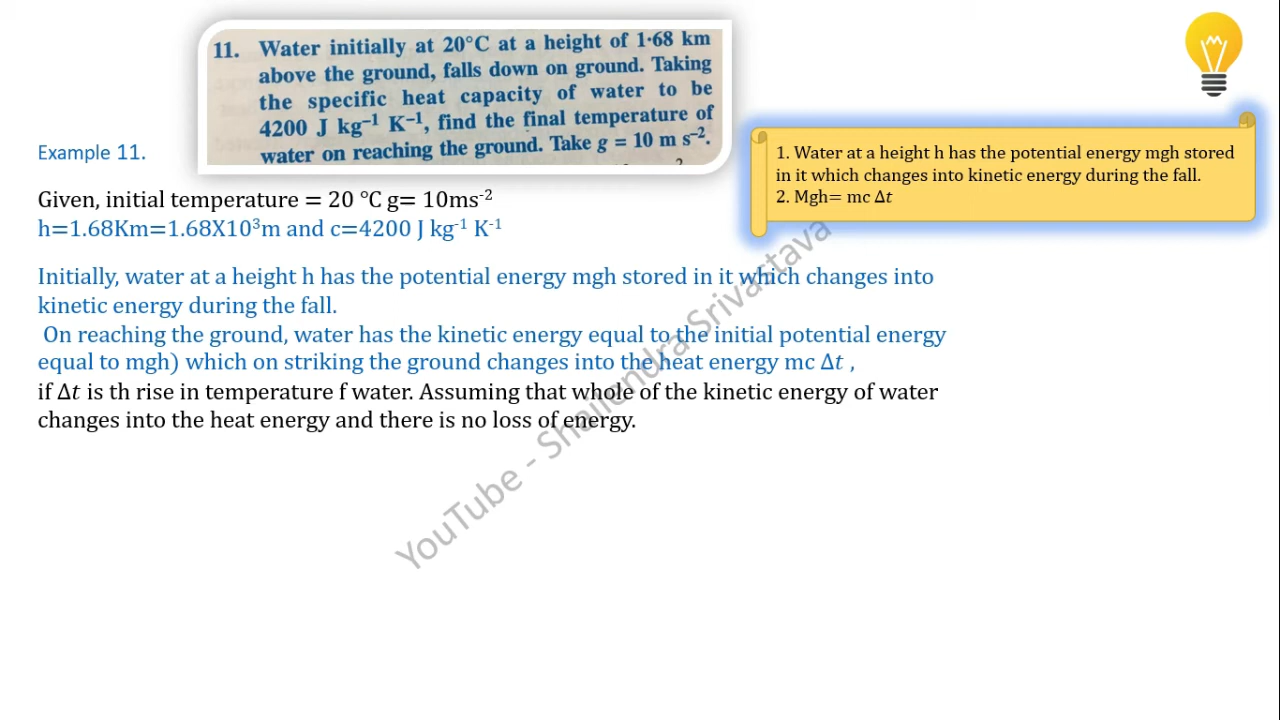 11. Water initially at 20°C at a height of 1·68 km
above the ground, falls down on ground. Taking
the specific heat capacity of water to be
4200 J kg⁻¹ K⁻¹, find the final temperature of
water on reaching the ground. Take g = 10 m s⁻².
Example 11.
1. Water at a height h has the potential energy mgh stored
in it which changes into kinetic energy during the fall.
2. Mgh= mc Δt
Given, initial temperature = 20 °C g= 10ms⁻²
h=1.68Km=1.68X10³m and c=4200 J kg⁻¹ K⁻¹
Initially, water at a height h has the potential energy mgh stored in it which changes into
kinetic energy during the fall.
On reaching the ground, water has the kinetic energy equal to the initial potential energy
equal to mgh) which on striking the ground changes into the heat energy mc Δt ,
if Δt is th rise in temperature f water. Assuming that whole of the kinetic energy of water
changes into the heat energy and there is no loss of energy.
YouTube - Shailendra Srivastava